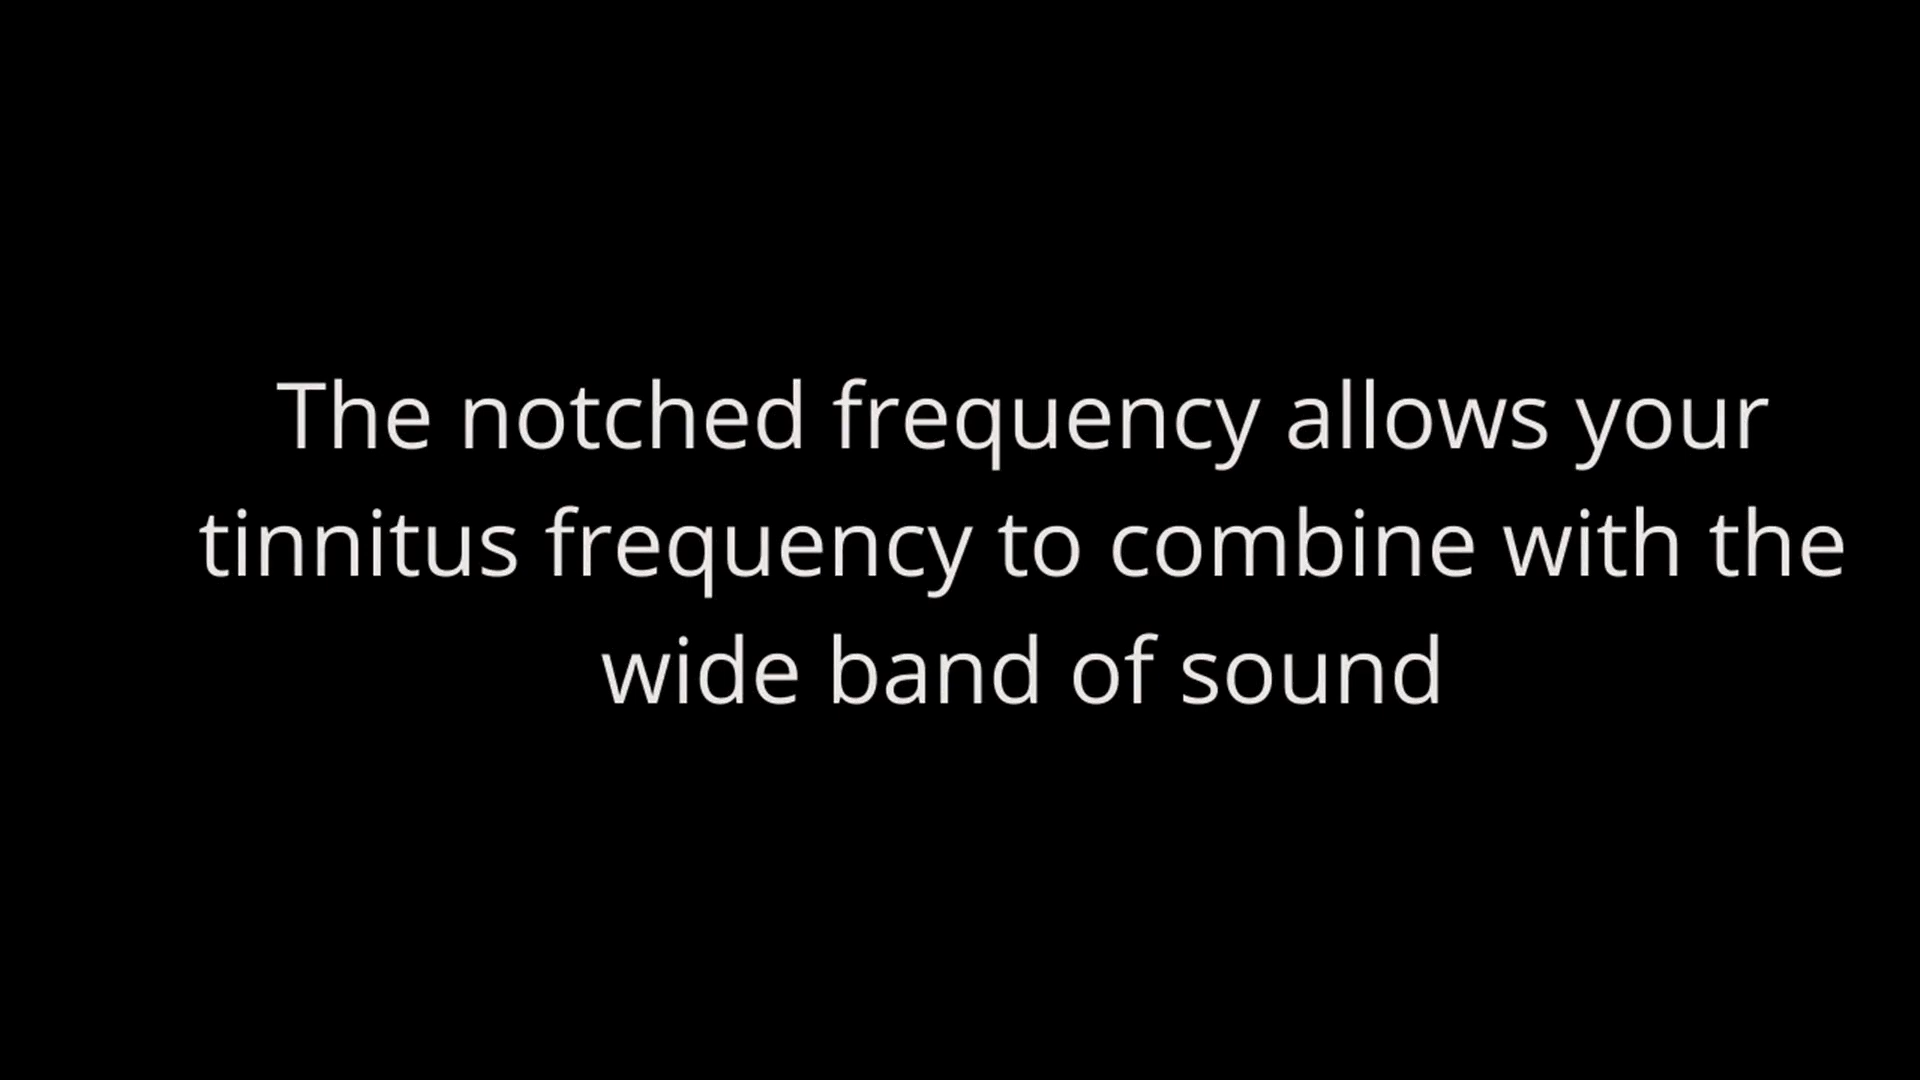 The notched frequency allows your
tinnitus frequency to combine with the
wide band of sound